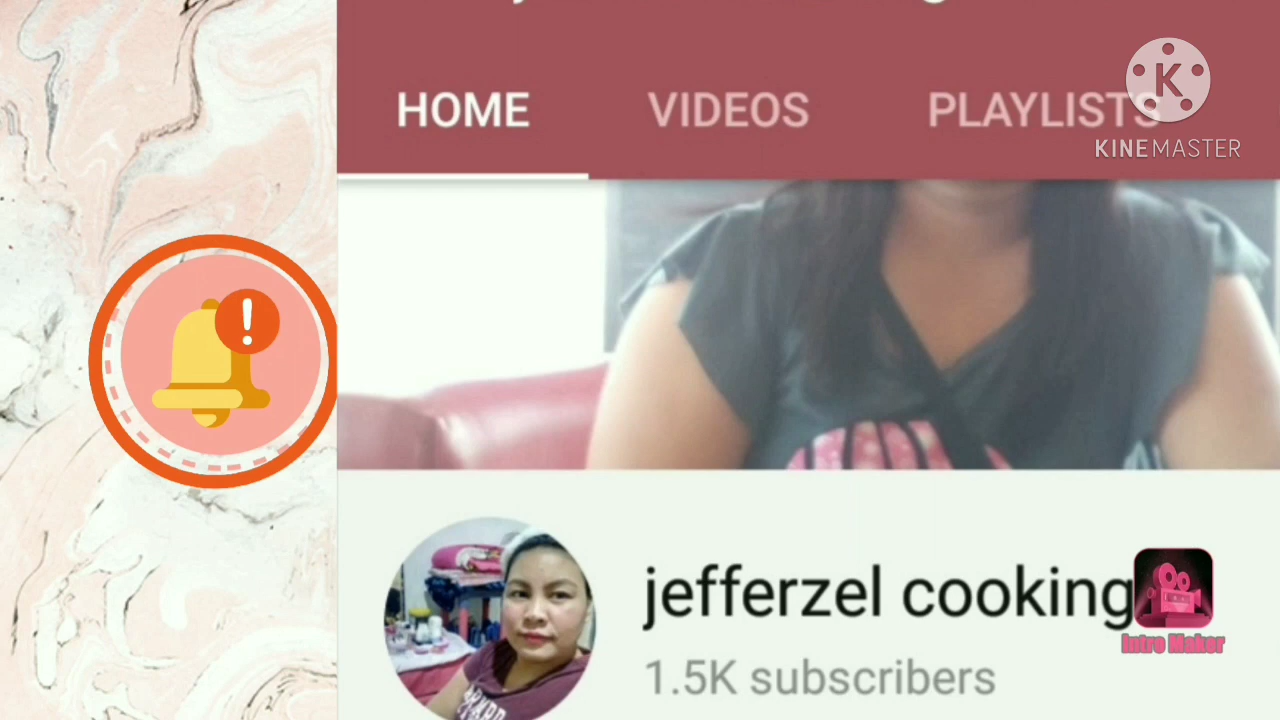 HOME VIDEOS PLAYLISTS
KINEMASTER
jefferzel cooking
Intro Maker
1.5K subscribers